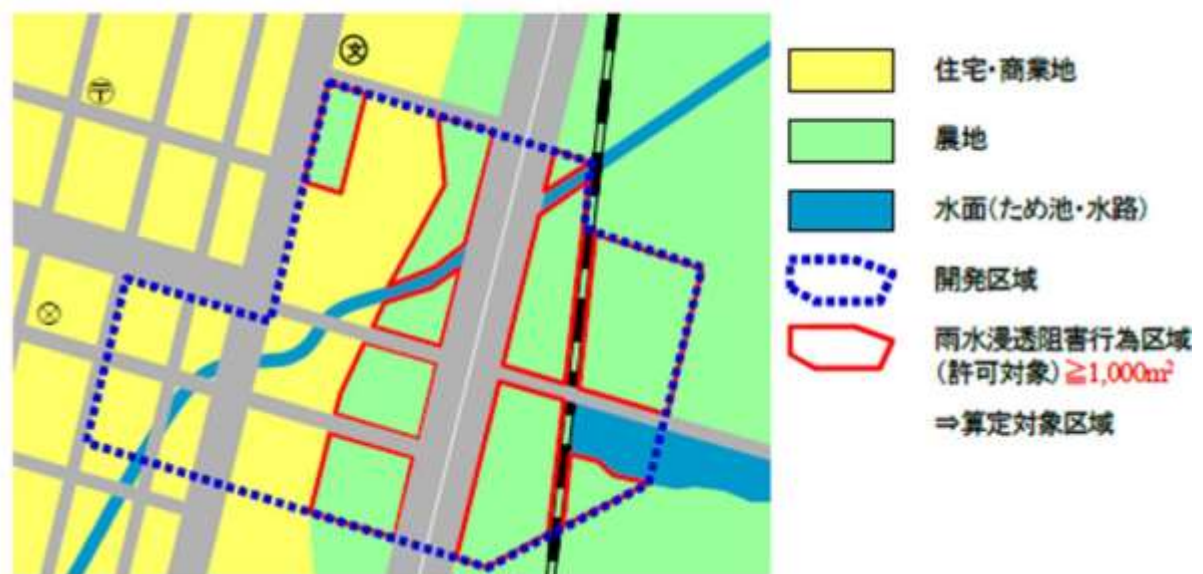 住宅・商業地
農地
水面(ため池・水路)
開発区域
雨水浸透阻害行為区域
(許可対象)≧1,000m²
⇒算定対象区域
文
〒